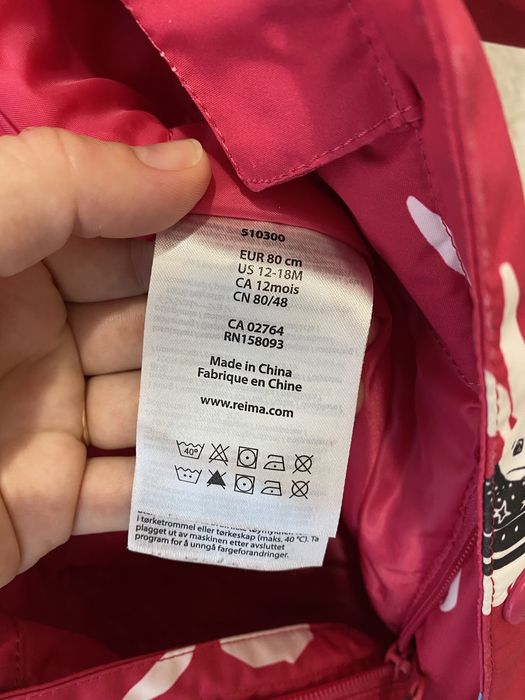 510300
EUR 80 cm
US 12-18M
CA 12mois
CN 80/48
CA 02764
RN158093
Made in China
Fabrique en Chine
www.reima.com
40°
i tørketrommel eller tørkeskap (maks. 40 °C). Ta
plagget ut av maskinen etter avsluttet
program for å unngå fargeforandringer.